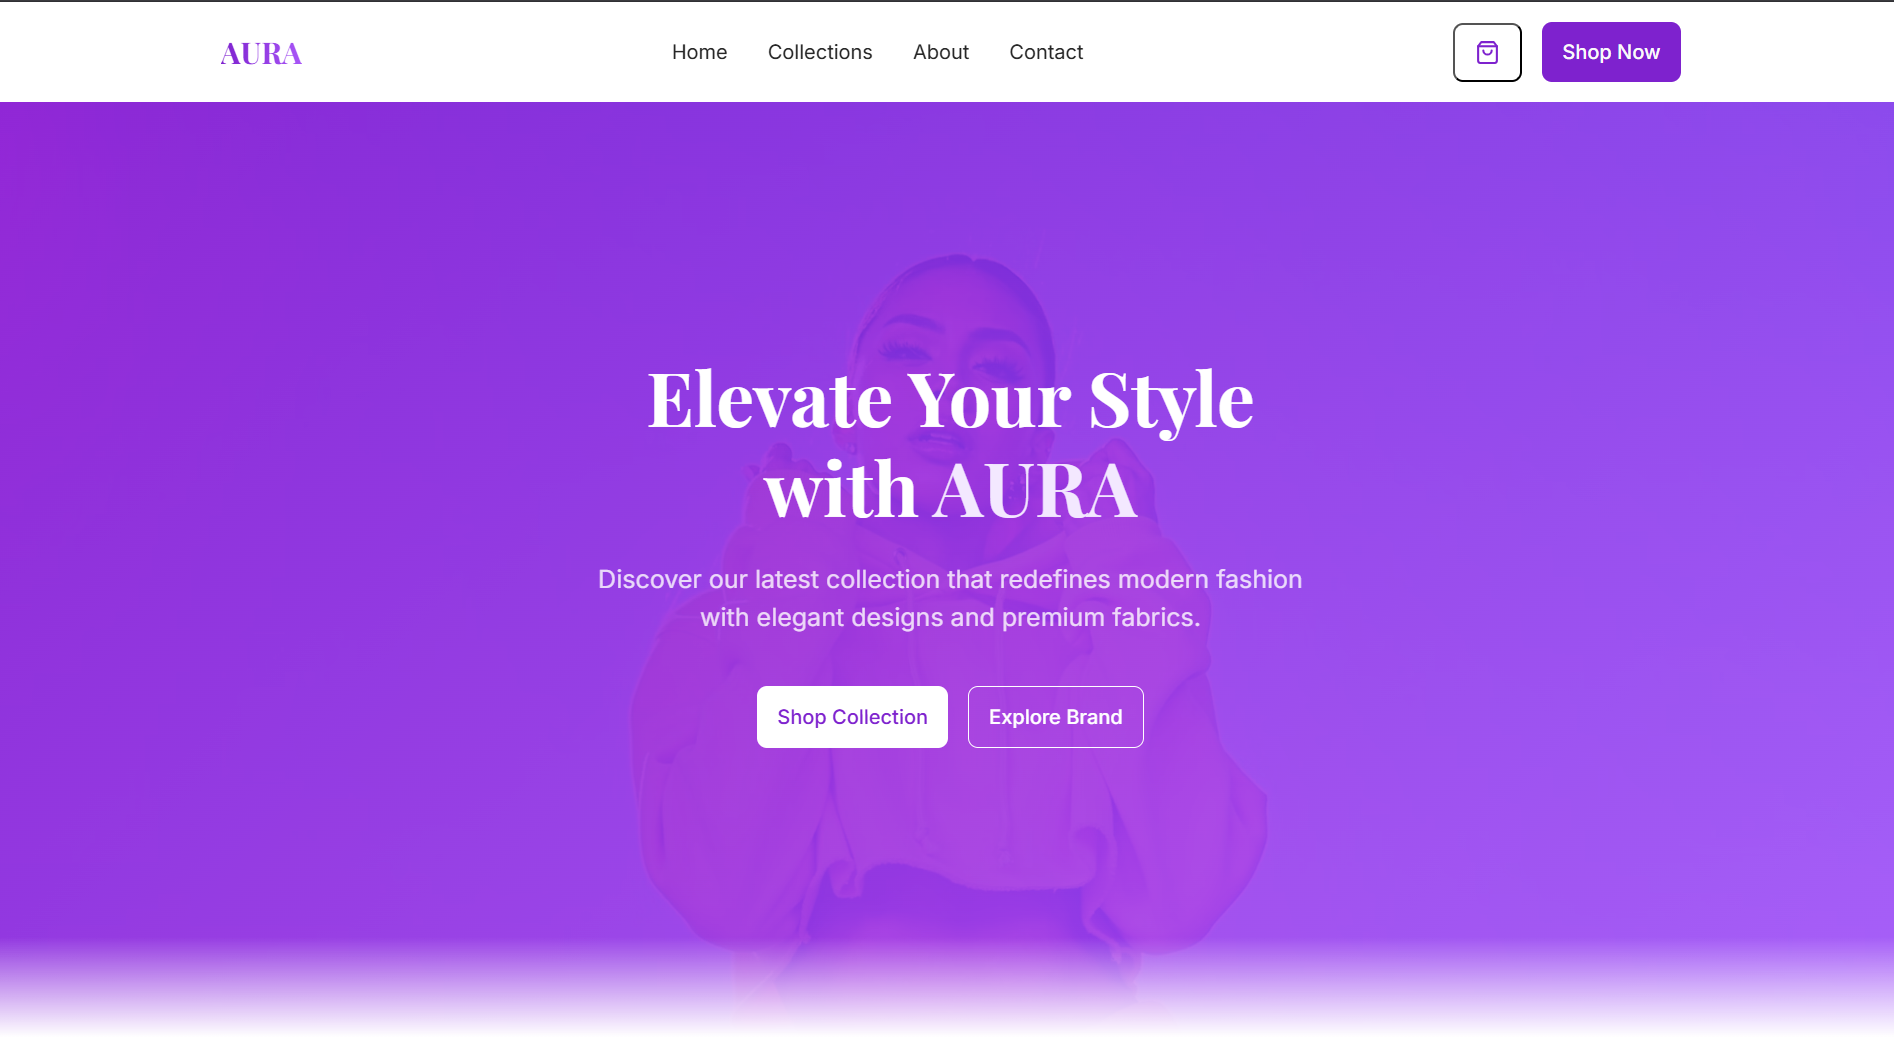 AURA
Home
Collections
About
Contact
Shop Now
Elevate Your Style
with AURA
Discover our latest collection that redefines modern fashion
with elegant designs and premium fabrics.
Shop Collection
Explore Brand